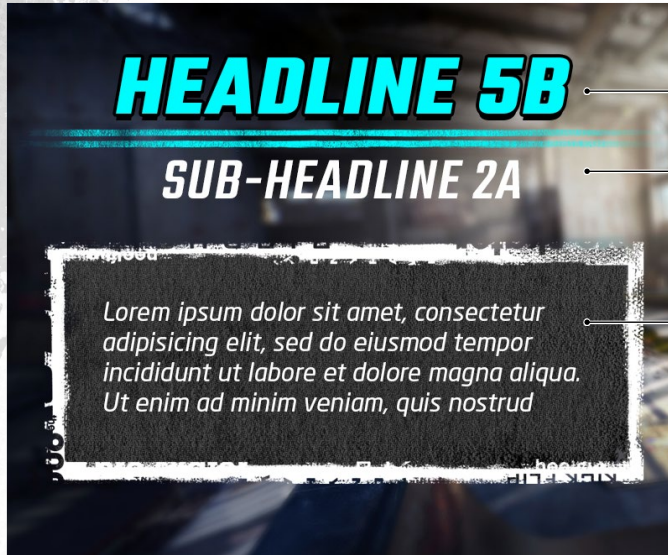 HEADLINE 5B
SUB-HEADLINE 2A
Lorem ipsum dolor sit amet, consectetur
adipisicing elit, sed do eiusmod tempor
incididunt ut labore et dolore magna aliqua.
Ut enim ad minim veniam, quis nostrud